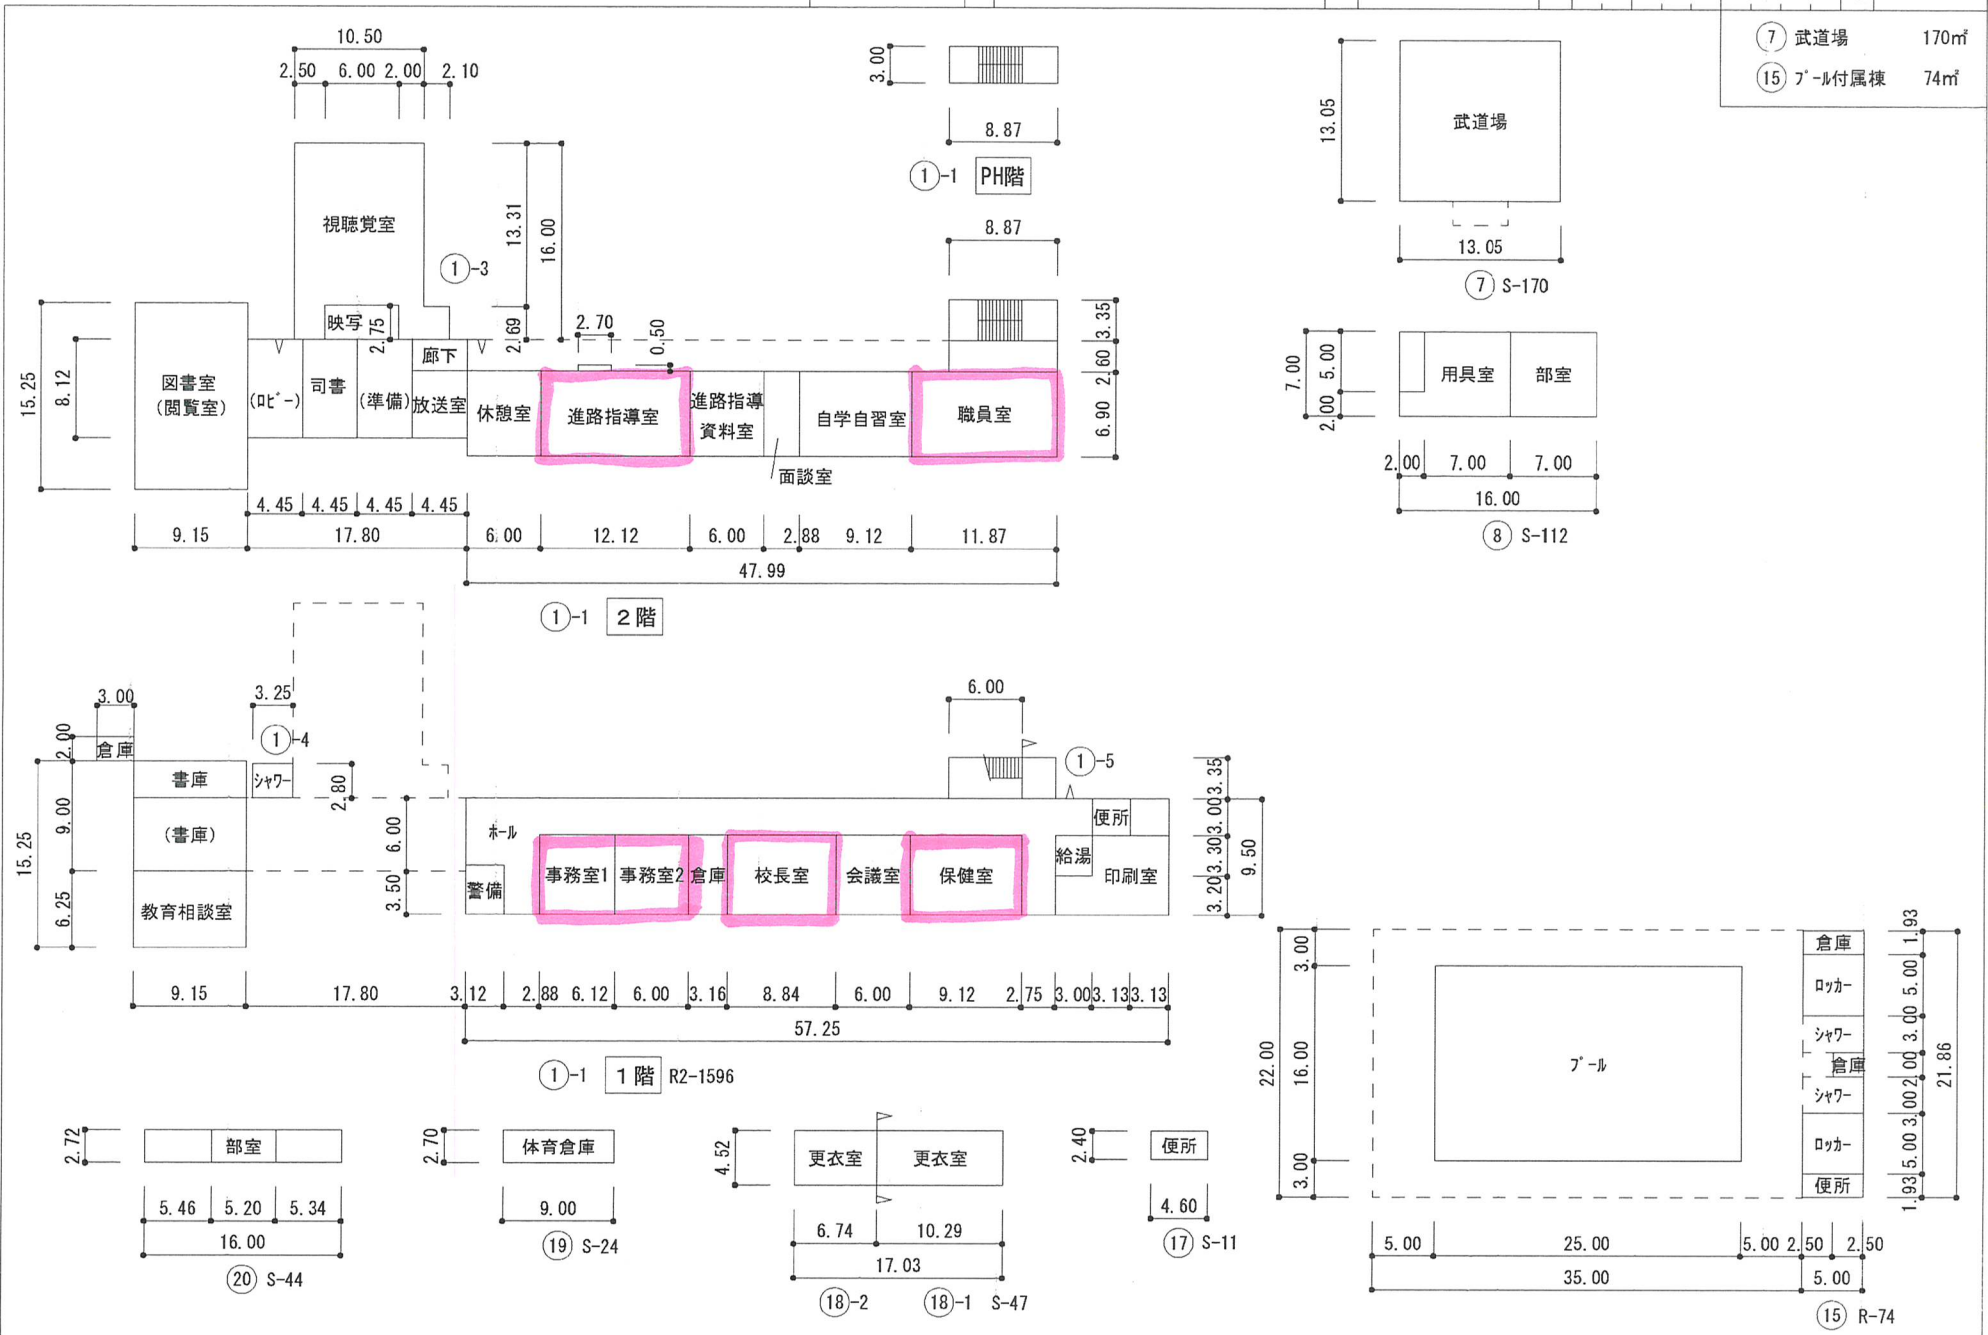 ⑦ 武道場 170㎡
⑮ ﾌﾟｰﾙ付属棟 74㎡
10.50
2.50 6.00 2.00 2.10
視聴覚室
①-3
13.31
16.00
映写
2.75
2.69
2.70
0.50
15.25
8.12
図書室
(閲覧室)
(ﾛﾋﾞｰ)
司書
(準備)
廊下
放送室
休憩室
進路指導室
進路指導
資料室
面談室
自学自習室
職員室
3.35
2.60
6.90
4.45 4.45 4.45 4.45
9.15 17.80 6.00 12.12 6.00 2.88 9.12 11.87
47.99
①-1 2階
3.00
8.87
①-1 PH階
8.87
13.05
武道場
13.05
⑦ S-170
7.00
5.00
2.00
用具室 部室
2.00 7.00 7.00
16.00
⑧ S-112
3.00
2.00
倉庫
3.25
①-4
書庫
ｼｬﾜｰ
2.80
15.25
9.00
6.25
(書庫)
教育相談室
6.00
3.50
ﾎｰﾙ
警備
事務室1 事務室2 倉庫 校長室 会議室 保健室
6.00
①-5
便所
給湯
印刷室
3.35
3.00
3.30
3.20
9.50
9.15 17.80 3.12 2.88 6.12 6.00 3.16 8.84 6.00 9.12 2.75 3.00 3.13 3.13
57.25
①-1 1階 R2-1596
2.72
部室
5.46 5.20 5.34
16.00
⑳ S-44
2.70
体育倉庫
9.00
⑲ S-24
4.52
更衣室 更衣室
6.74 10.29
17.03
⑱-2 ⑱-1 S-47
2.40
便所
4.60
⑰ S-11
22.00
3.00
16.00
3.00
ﾌﾟｰﾙ
倉庫
ﾛｯｶｰ
ｼｬﾜｰ
倉庫
ｼｬﾜｰ
ﾛｯｶｰ
便所
1.93
5.00
3.00
2.00
3.00
5.00
1.93
21.86
5.00 25.00 5.00 2.50 2.50
35.00 5.00
⑮ R-74